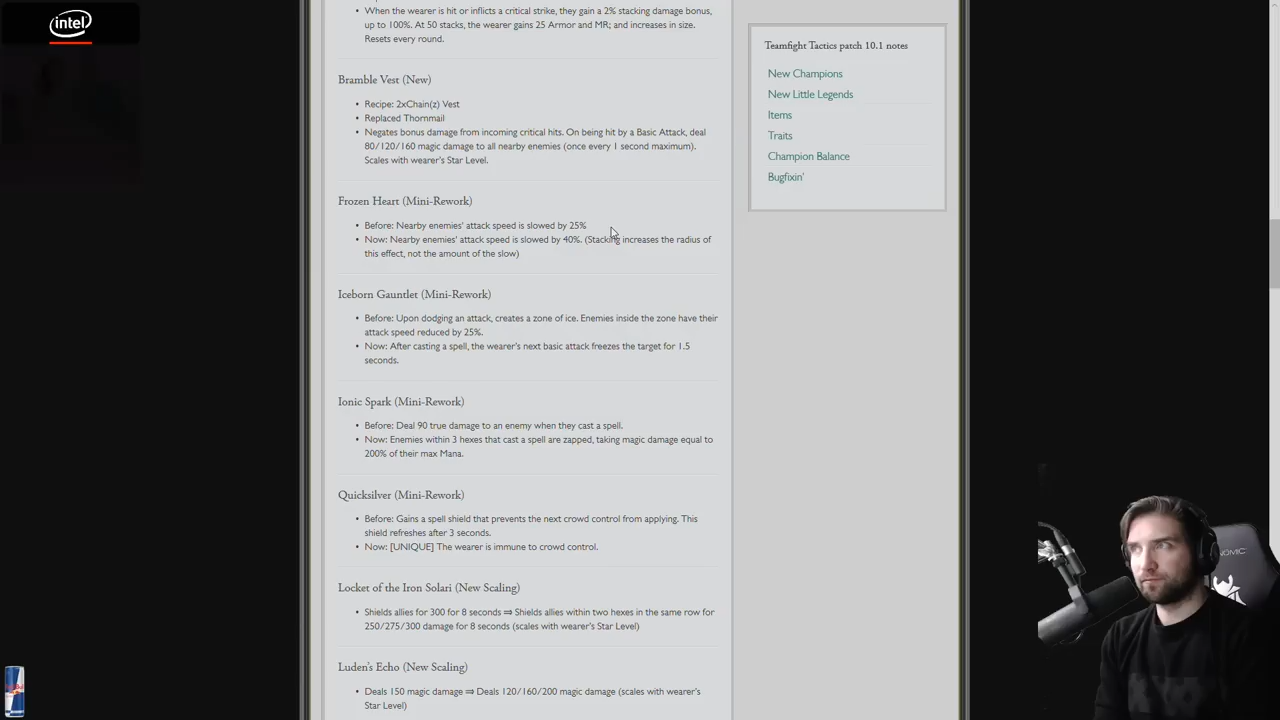 intel
• When the wearer is hit or inflicts a critical strike, they gain a 2% stacking damage bonus,
up to 100%. At 50 stacks, the wearer gains 25 Armor and MR; and increases in size.
Resets every round.
Bramble Vest (New)
• Recipe: 2xChain(z) Vest
• Replaced Thornmail
• Negates bonus damage from incoming critical hits. On being hit by a Basic Attack, deal
80/120/160 magic damage to all nearby enemies (once every 1 second maximum).
Scales with wearer's Star Level.
Frozen Heart (Mini-Rework)
• Before: Nearby enemies' attack speed is slowed by 25%
• Now: Nearby enemies' attack speed is slowed by 40%. (Stacking increases the radius of
this effect, not the amount of the slow)
Iceborn Gauntlet (Mini-Rework)
• Before: Upon dodging an attack, creates a zone of ice. Enemies inside the zone have their
attack speed reduced by 25%.
• Now: After casting a spell, the wearer's next basic attack freezes the target for 1.5
seconds.
Ionic Spark (Mini-Rework)
• Before: Deal 90 true damage to an enemy when they cast a spell.
• Now: Enemies within 3 hexes that cast a spell are zapped, taking magic damage equal to
200% of their max Mana.
Quicksilver (Mini-Rework)
• Before: Gains a spell shield that prevents the next crowd control from applying. This
shield refreshes after 3 seconds.
• Now: [UNIQUE] The wearer is immune to crowd control.
Locket of the Iron Solari (New Scaling)
• Shields allies for 300 for 8 seconds ⇒ Shields allies within two hexes in the same row for
250/275/300 damage for 8 seconds (scales with wearer's Star Level)
Luden's Echo (New Scaling)
• Deals 150 magic damage ⇒ Deals 120/160/200 magic damage (scales with wearer's
Star Level)
Teamfight Tactics patch 10.1 notes
New Champions
New Little Legends
Items
Traits
Champion Balance
Bugfixin'